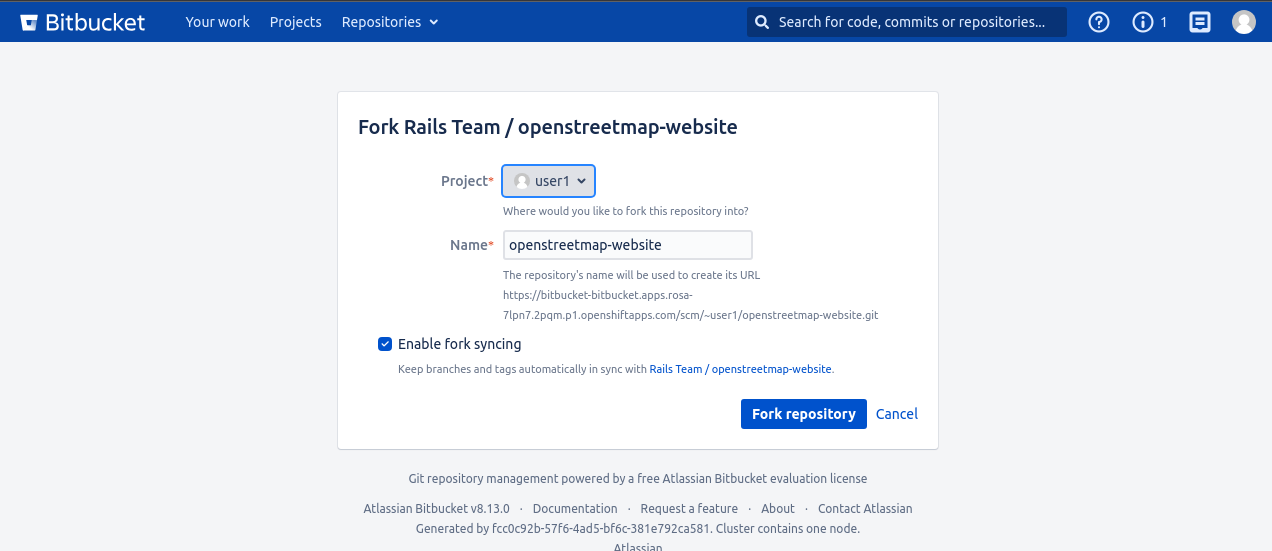 Bitbucket Your work Projects Repositories Search for code, commits or repositories... 1
Fork Rails Team / openstreetmap-website
Project* user1
Where would you like to fork this repository into?
Name* openstreetmap-website
The repository's name will be used to create its URL
https://bitbucket-bitbucket.apps.rosa-
7lpn7.2pqm.p1.openshiftapps.com/scm/~user1/openstreetmap-website.git
Enable fork syncing
Keep branches and tags automatically in sync with Rails Team / openstreetmap-website.
Fork repository Cancel
Git repository management powered by a free Atlassian Bitbucket evaluation license
Atlassian Bitbucket v8.13.0 · Documentation · Request a feature · About · Contact Atlassian
Generated by fcc0c92b-57f6-4ad5-bf6c-381e792ca581. Cluster contains one node.
Atlassian